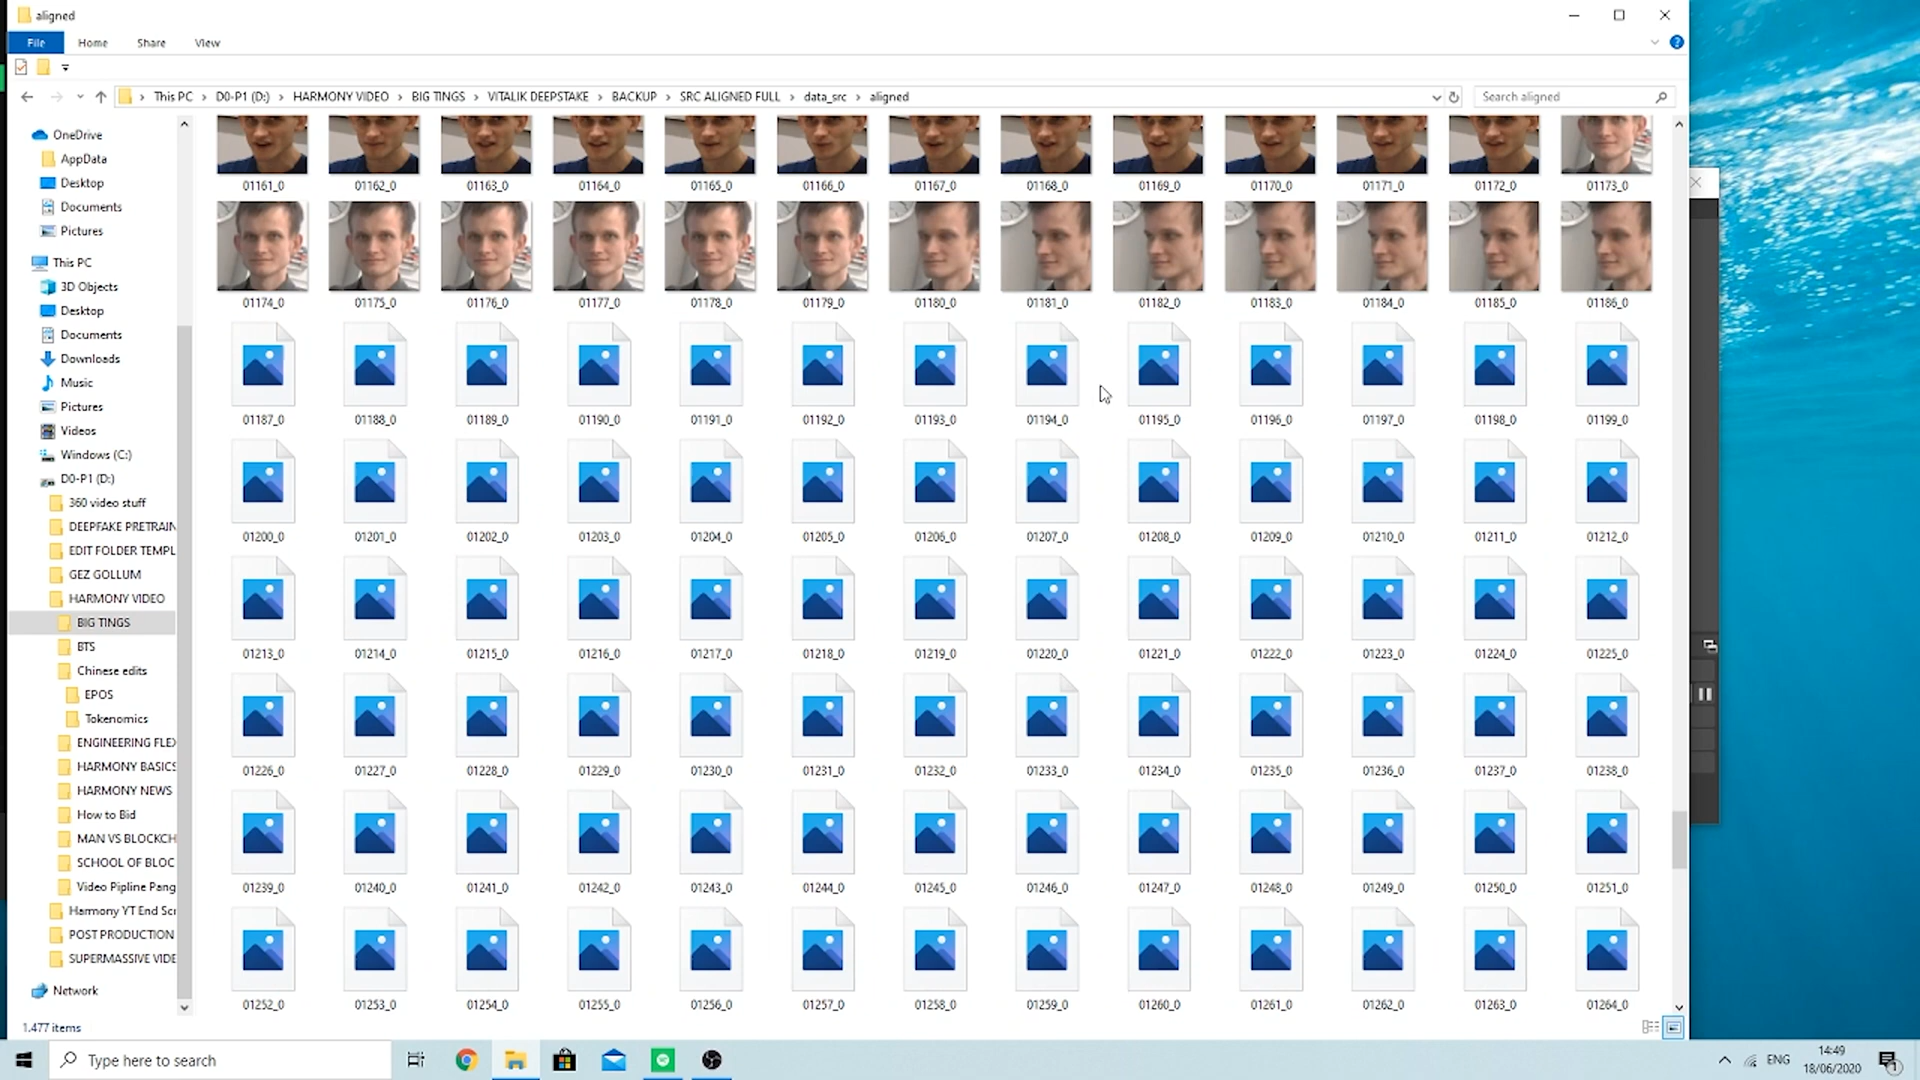 aligned
File Home Share View
This PC D0-P1 (D:) HARMONY VIDEO BIG TINGS VITALIK DEEPSTAKE BACKUP SRC ALIGNED FULL data_src aligned
Search aligned
OneDrive
AppData
Desktop
Documents
Pictures
This PC
3D Objects
Desktop
Documents
Downloads
Music
Pictures
Videos
Windows (C:)
D0-P1 (D:)
360 video stuff
DEEPFAKE PRETRAIN
EDIT FOLDER TEMPL
GEZ GOLLUM
HARMONY VIDEO
BIG TINGS
BTS
Chinese edits
EPOS
Tokenomics
ENGINEERING FLEX
HARMONY BASICS
HARMONY NEWS
How to Bid
MAN VS BLOCKCH
SCHOOL OF BLOC
Video Pipline Pang
Harmony YT End Scr
POST PRODUCTION
SUPERMASSIVE VIDE
Network
01161_0 01162_0 01163_0 01164_0 01165_0 01166_0 01167_0 01168_0 01169_0 01170_0 01171_0 01172_0 01173_0
01174_0 01175_0 01176_0 01177_0 01178_0 01179_0 01180_0 01181_0 01182_0 01183_0 01184_0 01185_0 01186_0
01187_0 01188_0 01189_0 01190_0 01191_0 01192_0 01193_0 01194_0 01195_0 01196_0 01197_0 01198_0 01199_0
01200_0 01201_0 01202_0 01203_0 01204_0 01205_0 01206_0 01207_0 01208_0 01209_0 01210_0 01211_0 01212_0
01213_0 01214_0 01215_0 01216_0 01217_0 01218_0 01219_0 01220_0 01221_0 01222_0 01223_0 01224_0 01225_0
01226_0 01227_0 01228_0 01229_0 01230_0 01231_0 01232_0 01233_0 01234_0 01235_0 01236_0 01237_0 01238_0
01239_0 01240_0 01241_0 01242_0 01243_0 01244_0 01245_0 01246_0 01247_0 01248_0 01249_0 01250_0 01251_0
01252_0 01253_0 01254_0 01255_0 01256_0 01257_0 01258_0 01259_0 01260_0 01261_0 01262_0 01263_0 01264_0
1.477 items
Type here to search
ENG
14:49
18/06/2020
1